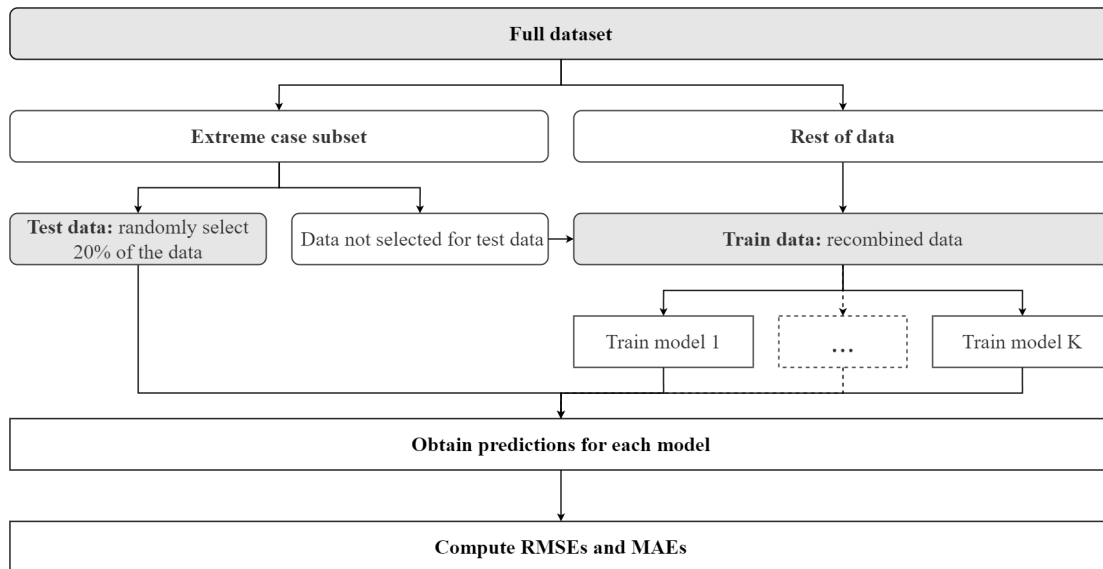 Full dataset
Extreme case subset
Rest of data
Test data: randomly select
20% of the data
Data not selected for test data
Train data: recombined data
Train model 1
...
Train model K
Obtain predictions for each model
Compute RMSEs and MAEs